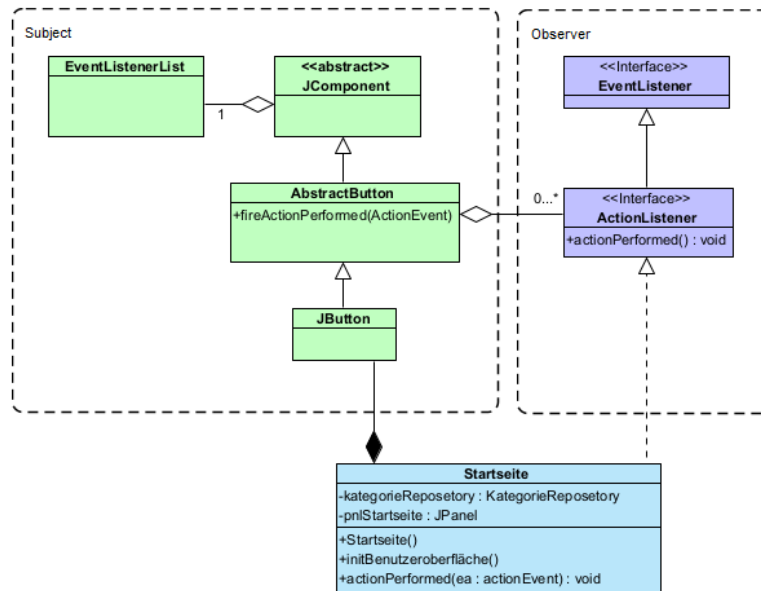 Subject
EventListenerList
<<abstract>>
JComponent
1
AbstractButton
+fireActionPerformed(ActionEvent)
JButton
Observer
<<Interface>>
EventListener
0...*
<<Interface>>
ActionListener
+actionPerformed() : void
Startseite
-kategorieReposetory : KategorieReposetory
-pnlStartseite : JPanel
+Startseite()
+initBenutzeroberfläche()
+actionPerformed(ea : actionEvent) : void